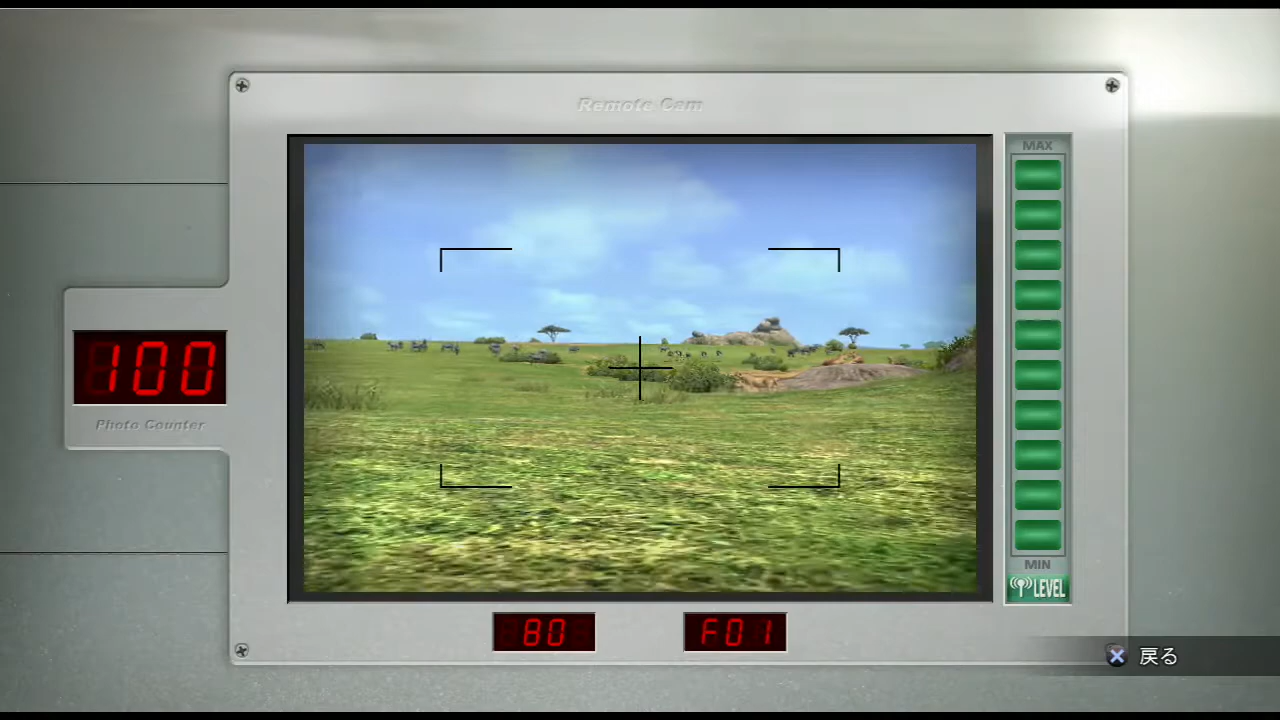 Remote Cam
MAX
100
Photo Counter
MIN
LEVEL
80
F01
戻る